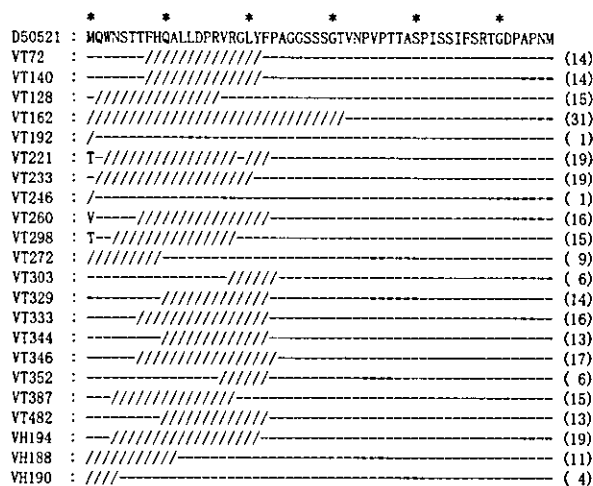 * * * * * *
D50521 : MQWNSTTFHQALLDPRVRGLYFPAGGSSSGTVNPVPTTASPISSIFSRTGDPAPNM
VT72 : -------//////////////----------------------------------- (14)
VT140 : -------//////////////----------------------------------- (14)
VT128 : -///////////////---------------------------------------- (15)
VT162 : ///////////////////////////////------------------------- (31)
VT192 : /------------------------------------------------------- ( 1)
VT221 : T-////////////////-///---------------------------------- (19)
VT233 : -///////////////////------------------------------------ (19)
VT246 : /------------------------------------------------------- ( 1)
VT260 : V-----////////////////---------------------------------- (16)
VT298 : T--///////////////-------------------------------------- (15)
VT272 : /////////----------------------------------------------- ( 9)
VT303 : -----------------//////--------------------------------- ( 6)
VT329 : ---------/////////////---------------------------------- (14)
VT333 : ------////////////////---------------------------------- (16)
VT344 : ---------/////////////---------------------------------- (13)
VT346 : ------/////////////////--------------------------------- (17)
VT352 : ----------------//////---------------------------------- ( 6)
VT387 : ---///////////////-------------------------------------- (15)
VT482 : ---------/////////////---------------------------------- (13)
VH194 : ---//////////////////----------------------------------- (19)
VH188 : ///////////--------------------------------------------- (11)
VH190 : ////---------------------------------------------------- ( 4)